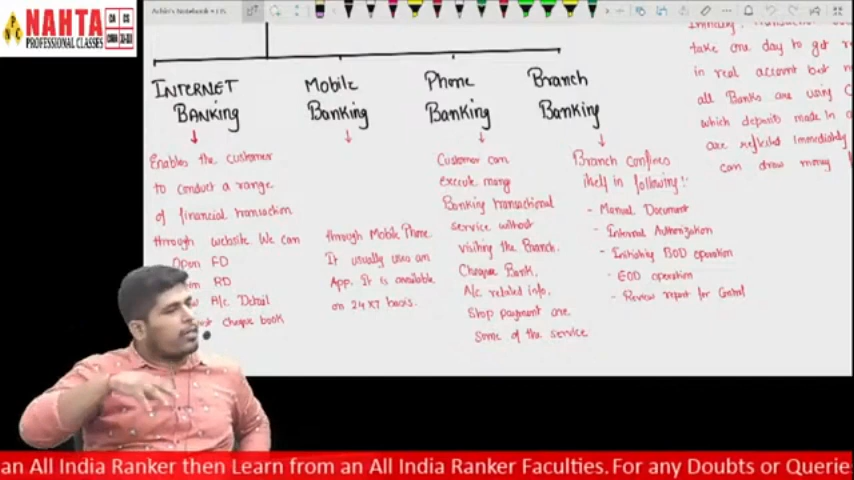 NAHTA
PROFESSIONAL CLASSES
CA CS
CMA XI-XII
INTERNET BANKING
Enables the customer
to conduct a range
of financial transaction
through website. We can
Open FD
RD
A/c Detail
cheque book
Mobile Banking
through Mobile Phone.
It usually uses an
App. It is available
on 24x7 basis.
Phone Banking
Customer can
execute many
Banking transactional
service without
visiting the Branch.
Cheque Book,
A/c related info,
Stop payment are
Some of the service
Branch Banking
Branch confines
itself in following:
- Manual Document
- Internal Authorization
- Initiating BOD operation
- EOD operation
- Review report for Control
take one day to get
in real account but
all Banks are using
which deposits made in
are reflected immediately
can draw money
an All India Ranker then Learn from an All India Ranker Faculties.For any Doubts or Querie